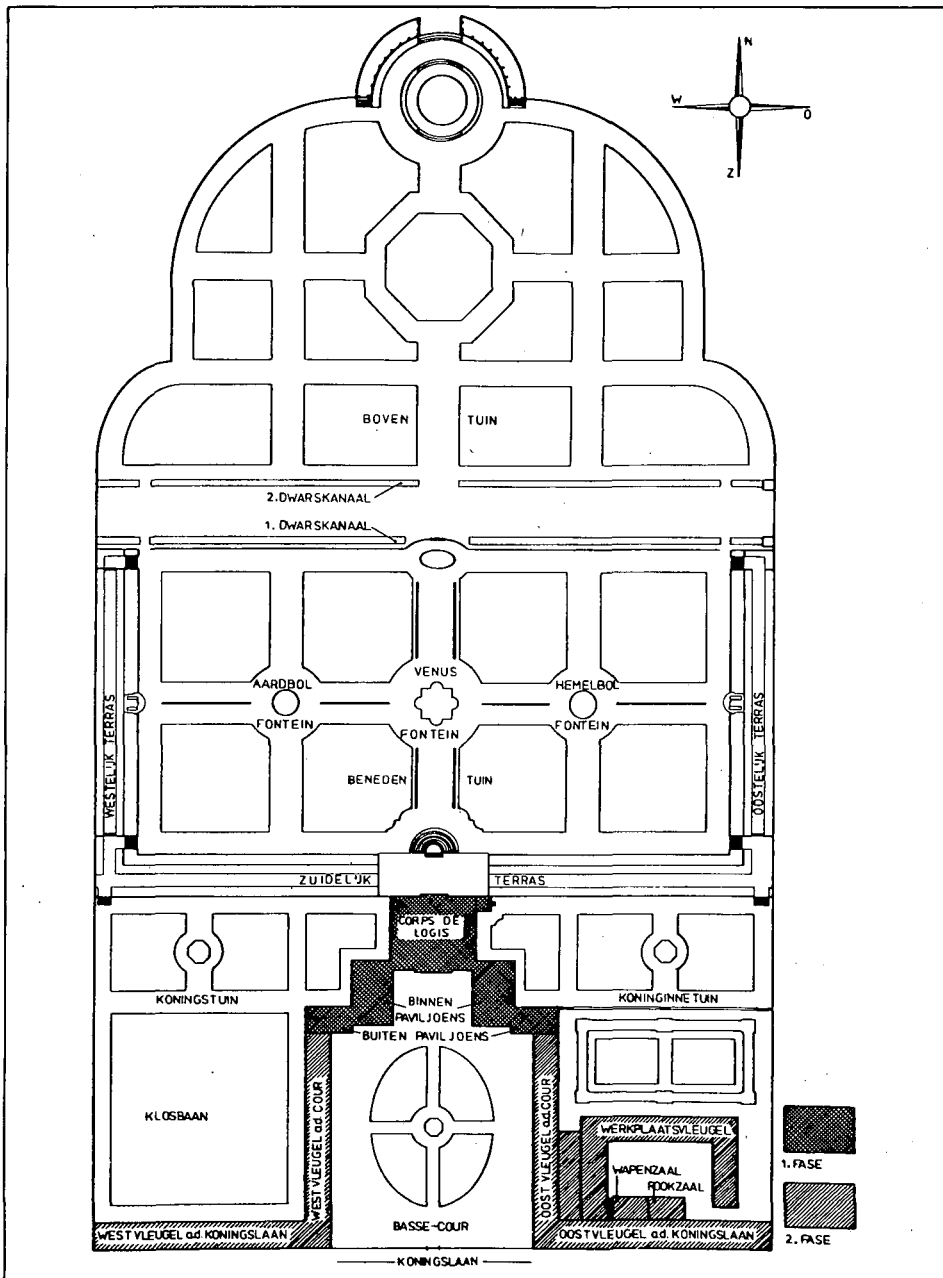 N
W
O
Z
BOVEN TUIN
2. DWARSKANAAL
1. DWARSKANAAL
VENUS
AARDBOL
HEMELBOL
FONTEIN
FONTEIN
FONTEIN
BENEDEN TUIN
WESTELIJK TERRAS
OOSTELIJK TERRAS
ZUIDELIJK TERRAS
CORPS DE
LOGIS
KONINGSTUIN
KONINGINNETUIN
BINNEN
PAVILJOENS
BUITEN PAVILJOENS
KLOSBAAN
WESTVLEUGEL a.d. COUR
OOSTVLEUGEL a.d. COUR
WERKPLAATSVLEUGEL
WAPENZAAL
ROOKZAAL
1. FASE
BASSE-COUR
WESTVLEUGEL a.d. KONINGSLAAN
OOSTVLEUGEL a.d. KONINGSLAAN
2. FASE
KONINGSLAAN